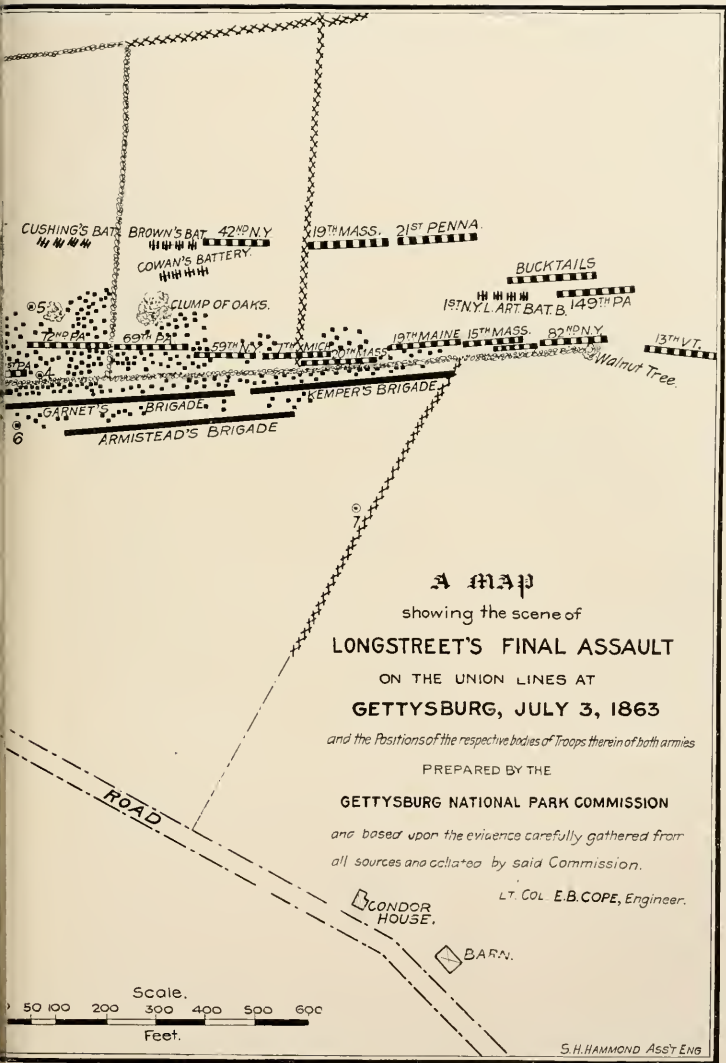 CUSHING'S BAT. BROWN'S BAT. 42ND N.Y. 19TH MASS. 21ST PENNA.
COWAN'S BATTERY.
BUCKTAILS
1ST N.Y. L. ART. BAT. B. 149TH PA
5 CLUMP OF OAKS.
72ND PA 69TH PA 59TH N.Y. 7TH MICH. 20TH MASS. 19TH MAINE 15TH MASS. 82ND N.Y. 13TH VT.
Walnut Tree.
ST PA 4
GARNET'S BRIGADE KEMPER'S BRIGADE
6 ARMISTEAD'S BRIGADE
7
A MAP
showing the scene of
LONGSTREET'S FINAL ASSAULT
ON THE UNION LINES AT
GETTYSBURG, JULY 3, 1863
and the Positions of the respective bodies of Troops therein of both armies
PREPARED BY THE
GETTYSBURG NATIONAL PARK COMMISSION
and based upon the evidence carefully gathered from
all sources and collated by said Commission.
LT. COL. E.B. COPE, Engineer.
ROAD
CONDOR
HOUSE.
BARN.
Scale.
50 100 200 300 400 500 600
Feet.
S.H. HAMMOND ASS'T ENG